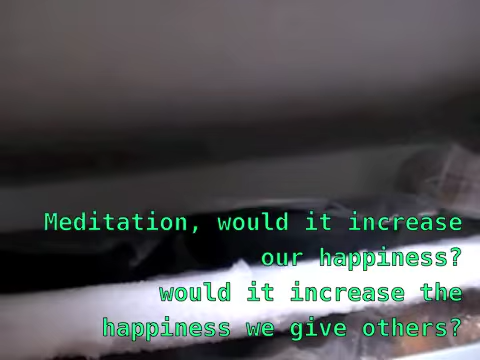 Meditation, would it increase
our happiness?
would it increase the
happiness we give others?